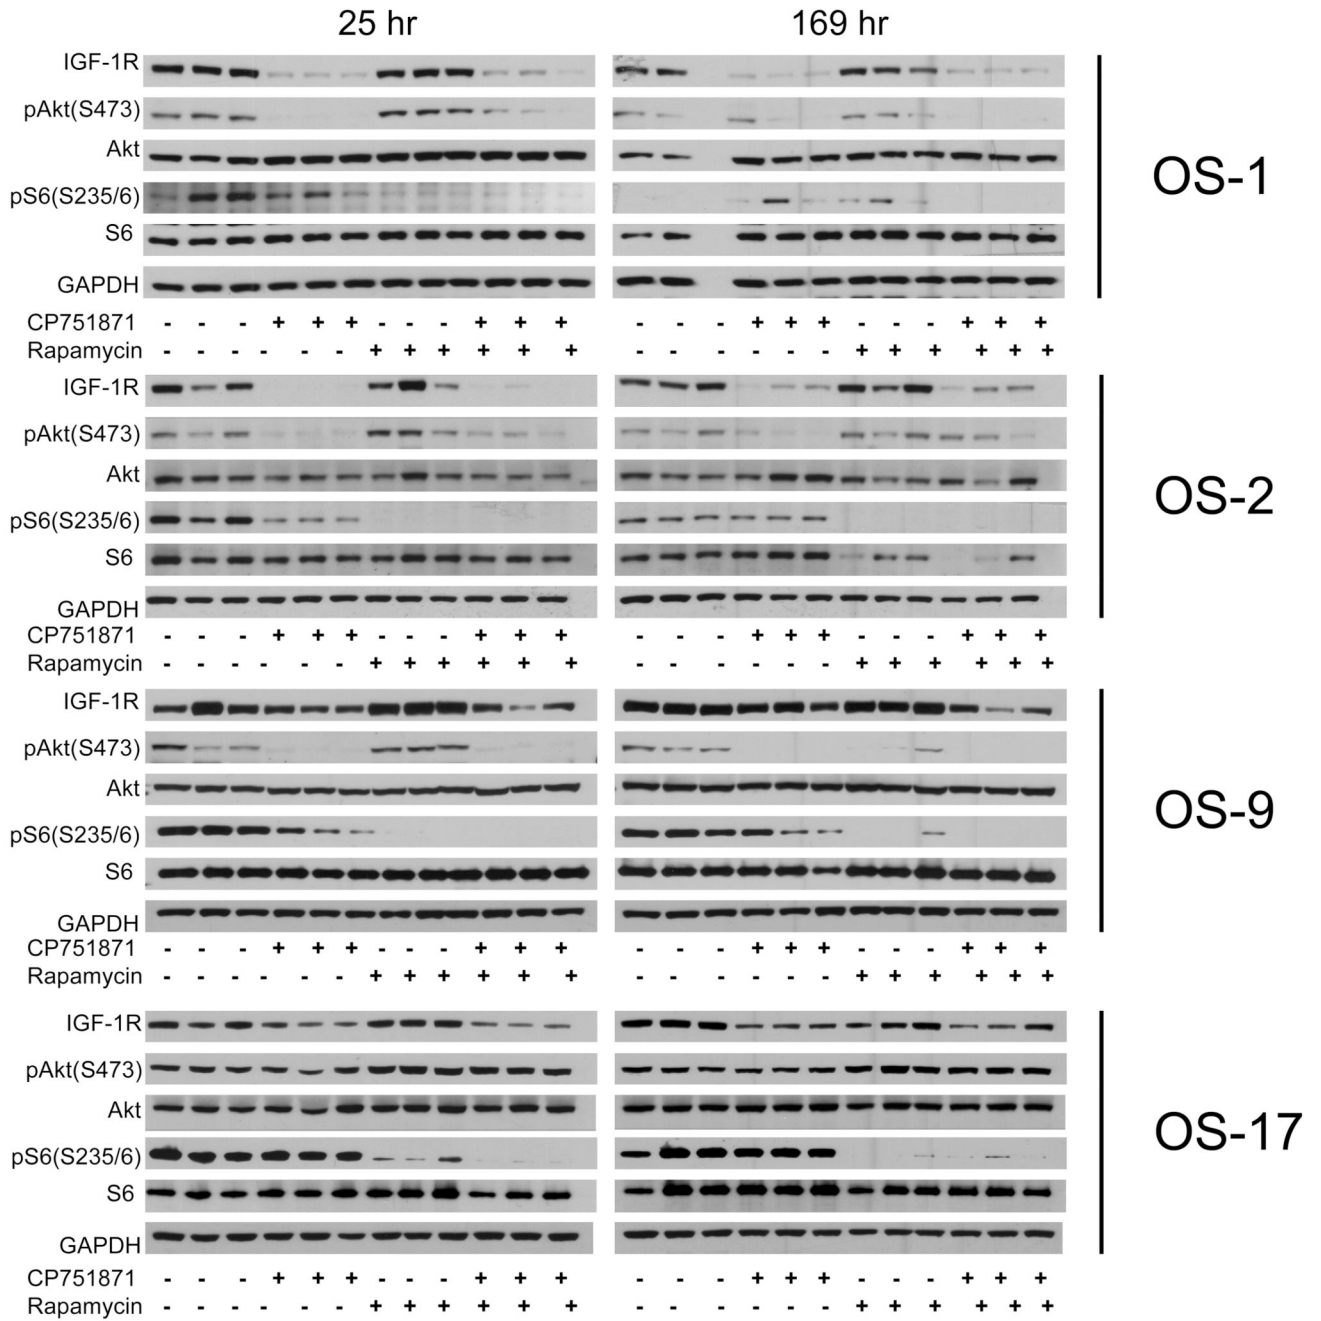 25 hr 169 hr
IGF-1R
pAkt(S473)
Akt
pS6(S235/6)
S6
GAPDH
OS-1
CP751871 - - - + + + - - - + + + - - - + + + - - - + + +
Rapamycin - - - - - - + + + + + + - - - - - - + + + + + +
IGF-1R
pAkt(S473)
Akt
pS6(S235/6)
S6
GAPDH
OS-2
CP751871 - - - + + + - - - + + + - - - + + + - - - + + +
Rapamycin - - - - - - + + + + + + - - - - - - + + + + + +
IGF-1R
pAkt(S473)
Akt
pS6(S235/6)
S6
GAPDH
OS-9
CP751871 - - - + + + - - - + + + - - - + + + - - - + + +
Rapamycin - - - - - - + + + + + + - - - - - - + + + + + +
IGF-1R
pAkt(S473)
Akt
pS6(S235/6)
S6
GAPDH
OS-17
CP751871 - - - + + + - - - + + + - - - + + + - - - + + +
Rapamycin - - - - - - + + + + + + - - - - - - + + + + + +